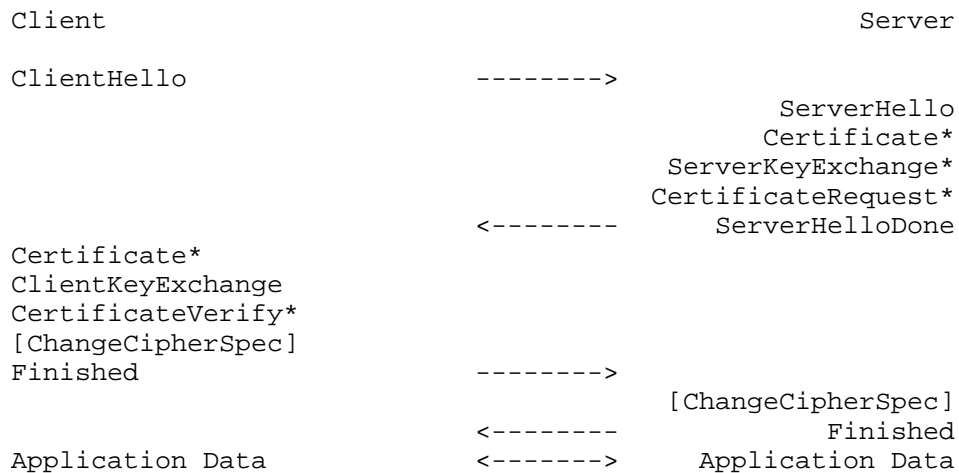 Client Server
ClientHello -------->
ServerHello
Certificate*
ServerKeyExchange*
CertificateRequest*
<-------- ServerHelloDone
Certificate*
ClientKeyExchange
CertificateVerify*
[ChangeCipherSpec]
Finished -------->
[ChangeCipherSpec]
<-------- Finished
Application Data <-------> Application Data